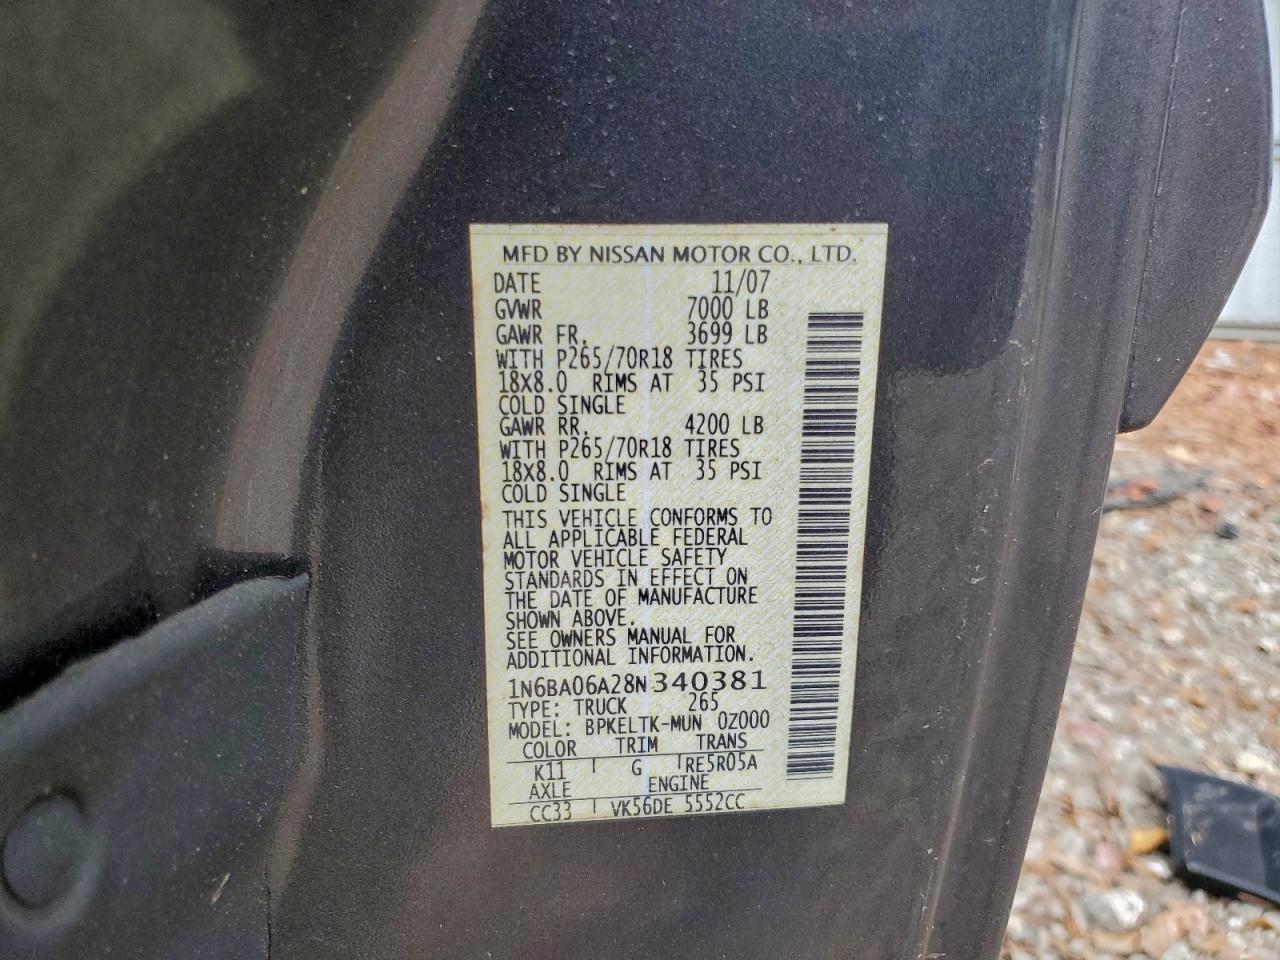 MFD BY NISSAN MOTOR CO., LTD.
DATE 11/07
GVWR 7000 LB
GAWR FR. 3699 LB
WITH P265/70R18 TIRES
18X8.0 RIMS AT 35 PSI
COLD SINGLE
GAWR RR. 4200 LB
WITH P265/70R18 TIRES
18X8.0 RIMS AT 35 PSI
COLD SINGLE
THIS VEHICLE CONFORMS TO
ALL APPLICABLE FEDERAL
MOTOR VEHICLE SAFETY
STANDARDS IN EFFECT ON
THE DATE OF MANUFACTURE
SHOWN ABOVE.
SEE OWNERS MANUAL FOR
ADDITIONAL INFORMATION.
1N6BA06A28N340381
TYPE: TRUCK 265
MODEL: BPKELTK-MUN 0Z000
COLOR TRIM TRANS
K11 G RE5R05A
AXLE ENGINE
CC33 VK56DE 5552CC